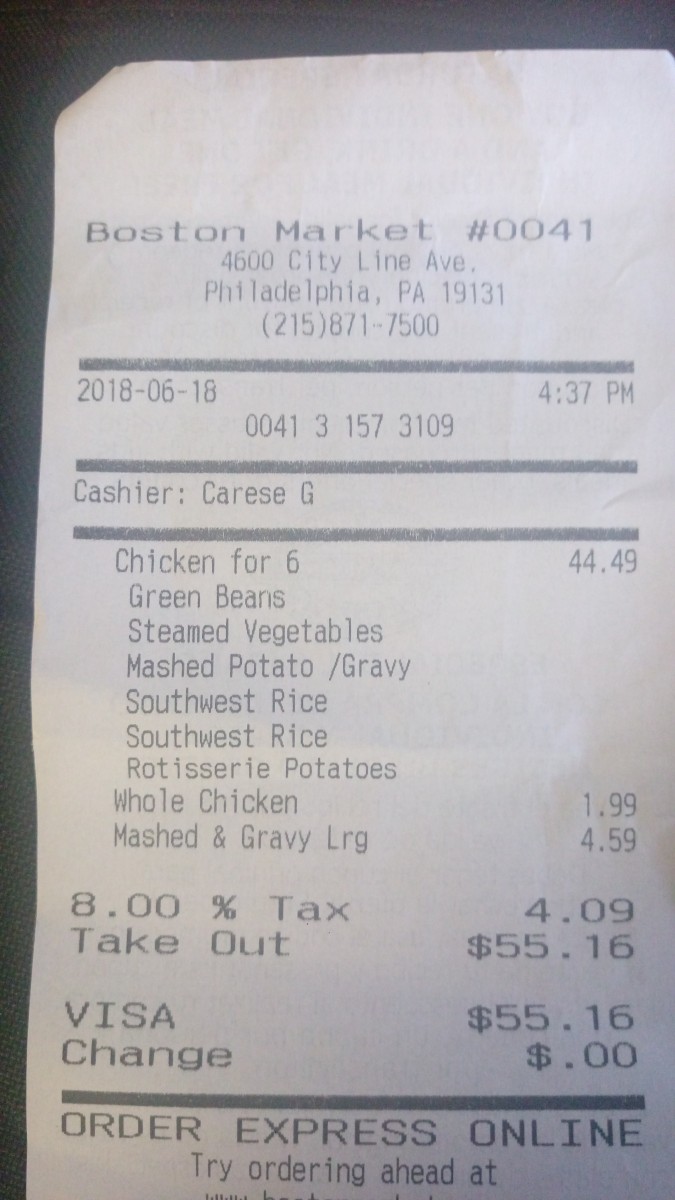 Boston Market #0041
4600 City Line Ave.
Philadelphia, PA 19131
(215)871-7500
2018-06-18 4:37 PM
0041 3 157 3109
Cashier: Carese G
Chicken for 6 44.49
Green Beans
Steamed Vegetables
Mashed Potato /Gravy
Southwest Rice
Southwest Rice
Rotisserie Potatoes
Whole Chicken 1.99
Mashed & Gravy Lrg 4.59
8.00 % Tax 4.09
Take Out $55.16
VISA $55.16
Change $.00
ORDER EXPRESS ONLINE
Try ordering ahead at